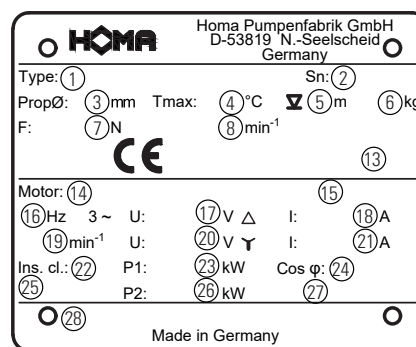 HOMA
Homa Pumpenfabrik GmbH
D-53819 N.-Seelscheid
Germany
Type: 1 Sn: 2
PropØ: 3 mm Tmax: 4 °C 5 m 6 kg
F: 7 N 8 min-1
CE 13
Motor: 14 15
16 Hz 3 ~ U: 17 V △ I: 18 A
19 min-1 U: 20 V I: 21 A
Ins. cl.: 22 P1: 23 kW Cos φ: 24
25 P2: 26 kW 27
28
Made in Germany